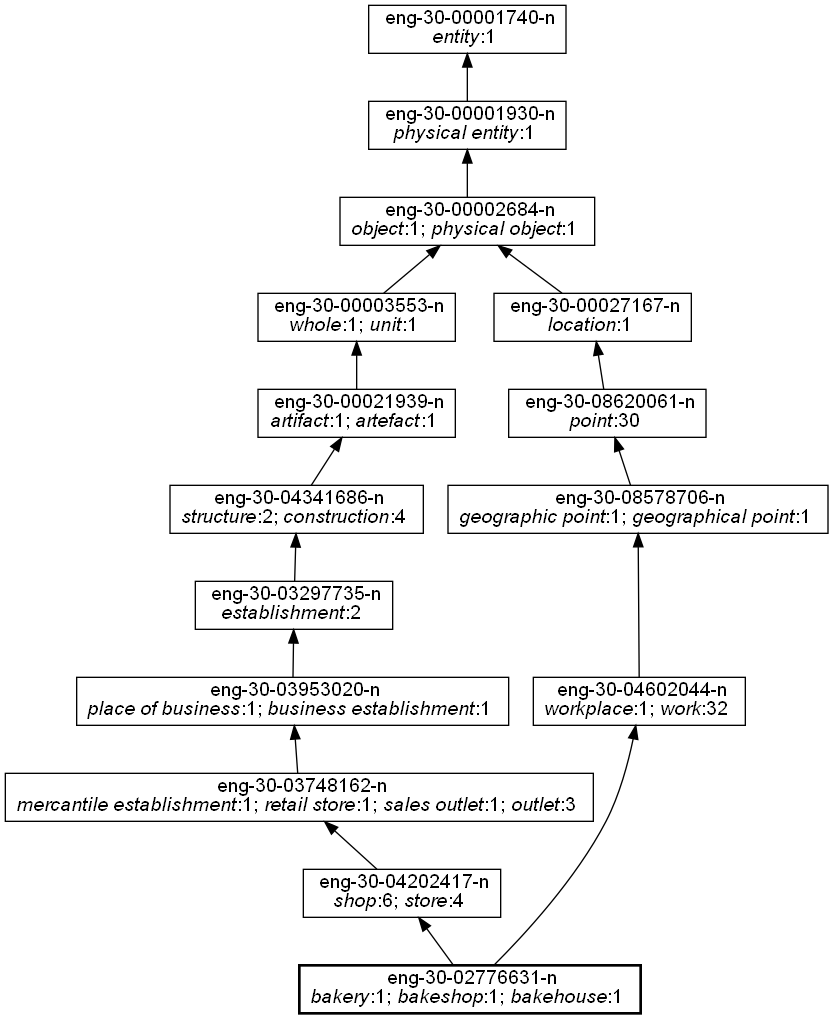 eng-30-00001740-n
entity:1
eng-30-00001930-n
physical entity:1
eng-30-00002684-n
object:1; physical object:1
eng-30-00003553-n
whole:1; unit:1
eng-30-00027167-n
location:1
eng-30-00021939-n
artifact:1; artefact:1
eng-30-08620061-n
point:30
eng-30-04341686-n
structure:2; construction:4
eng-30-08578706-n
geographic point:1; geographical point:1
eng-30-03297735-n
establishment:2
eng-30-03953020-n
place of business:1; business establishment:1
eng-30-04602044-n
workplace:1; work:32
eng-30-03748162-n
mercantile establishment:1; retail store:1; sales outlet:1; outlet:3
eng-30-04202417-n
shop:6; store:4
eng-30-02776631-n
bakery:1; bakeshop:1; bakehouse:1